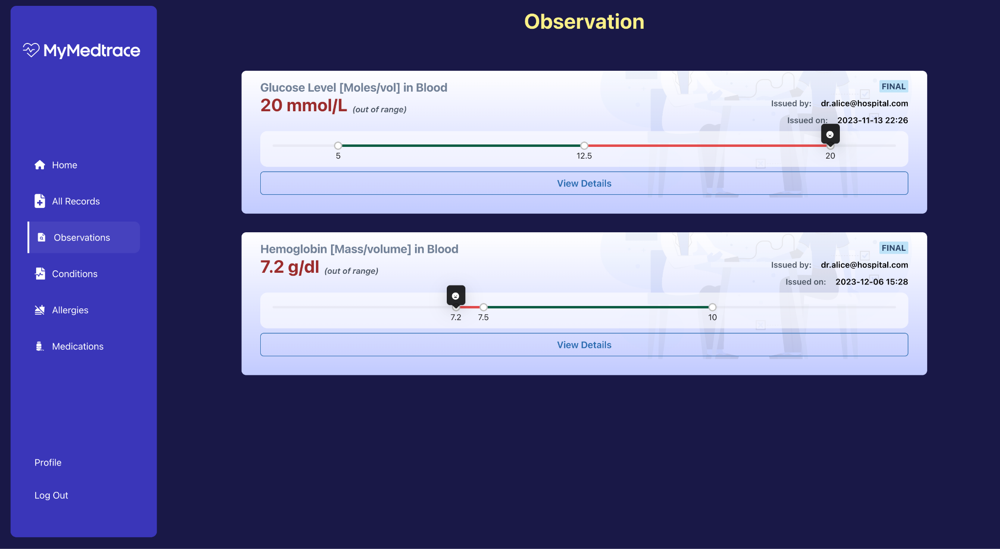 MyMedtrace
Home
All Records
Observations
Conditions
Allergies
Medications
Profile
Log Out
Observation
Glucose Level [Moles/vol] in Blood
20 mmol/L (out of range)
FINAL
Issued by: dr.alice@hospital.com
Issued on: 2023-11-13 22:26
5 12.5 20
View Details
Hemoglobin [Mass/volume] in Blood
7.2 g/dl (out of range)
FINAL
Issued by: dr.alice@hospital.com
Issued on: 2023-12-06 15:28
7.2 7.5 10
View Details